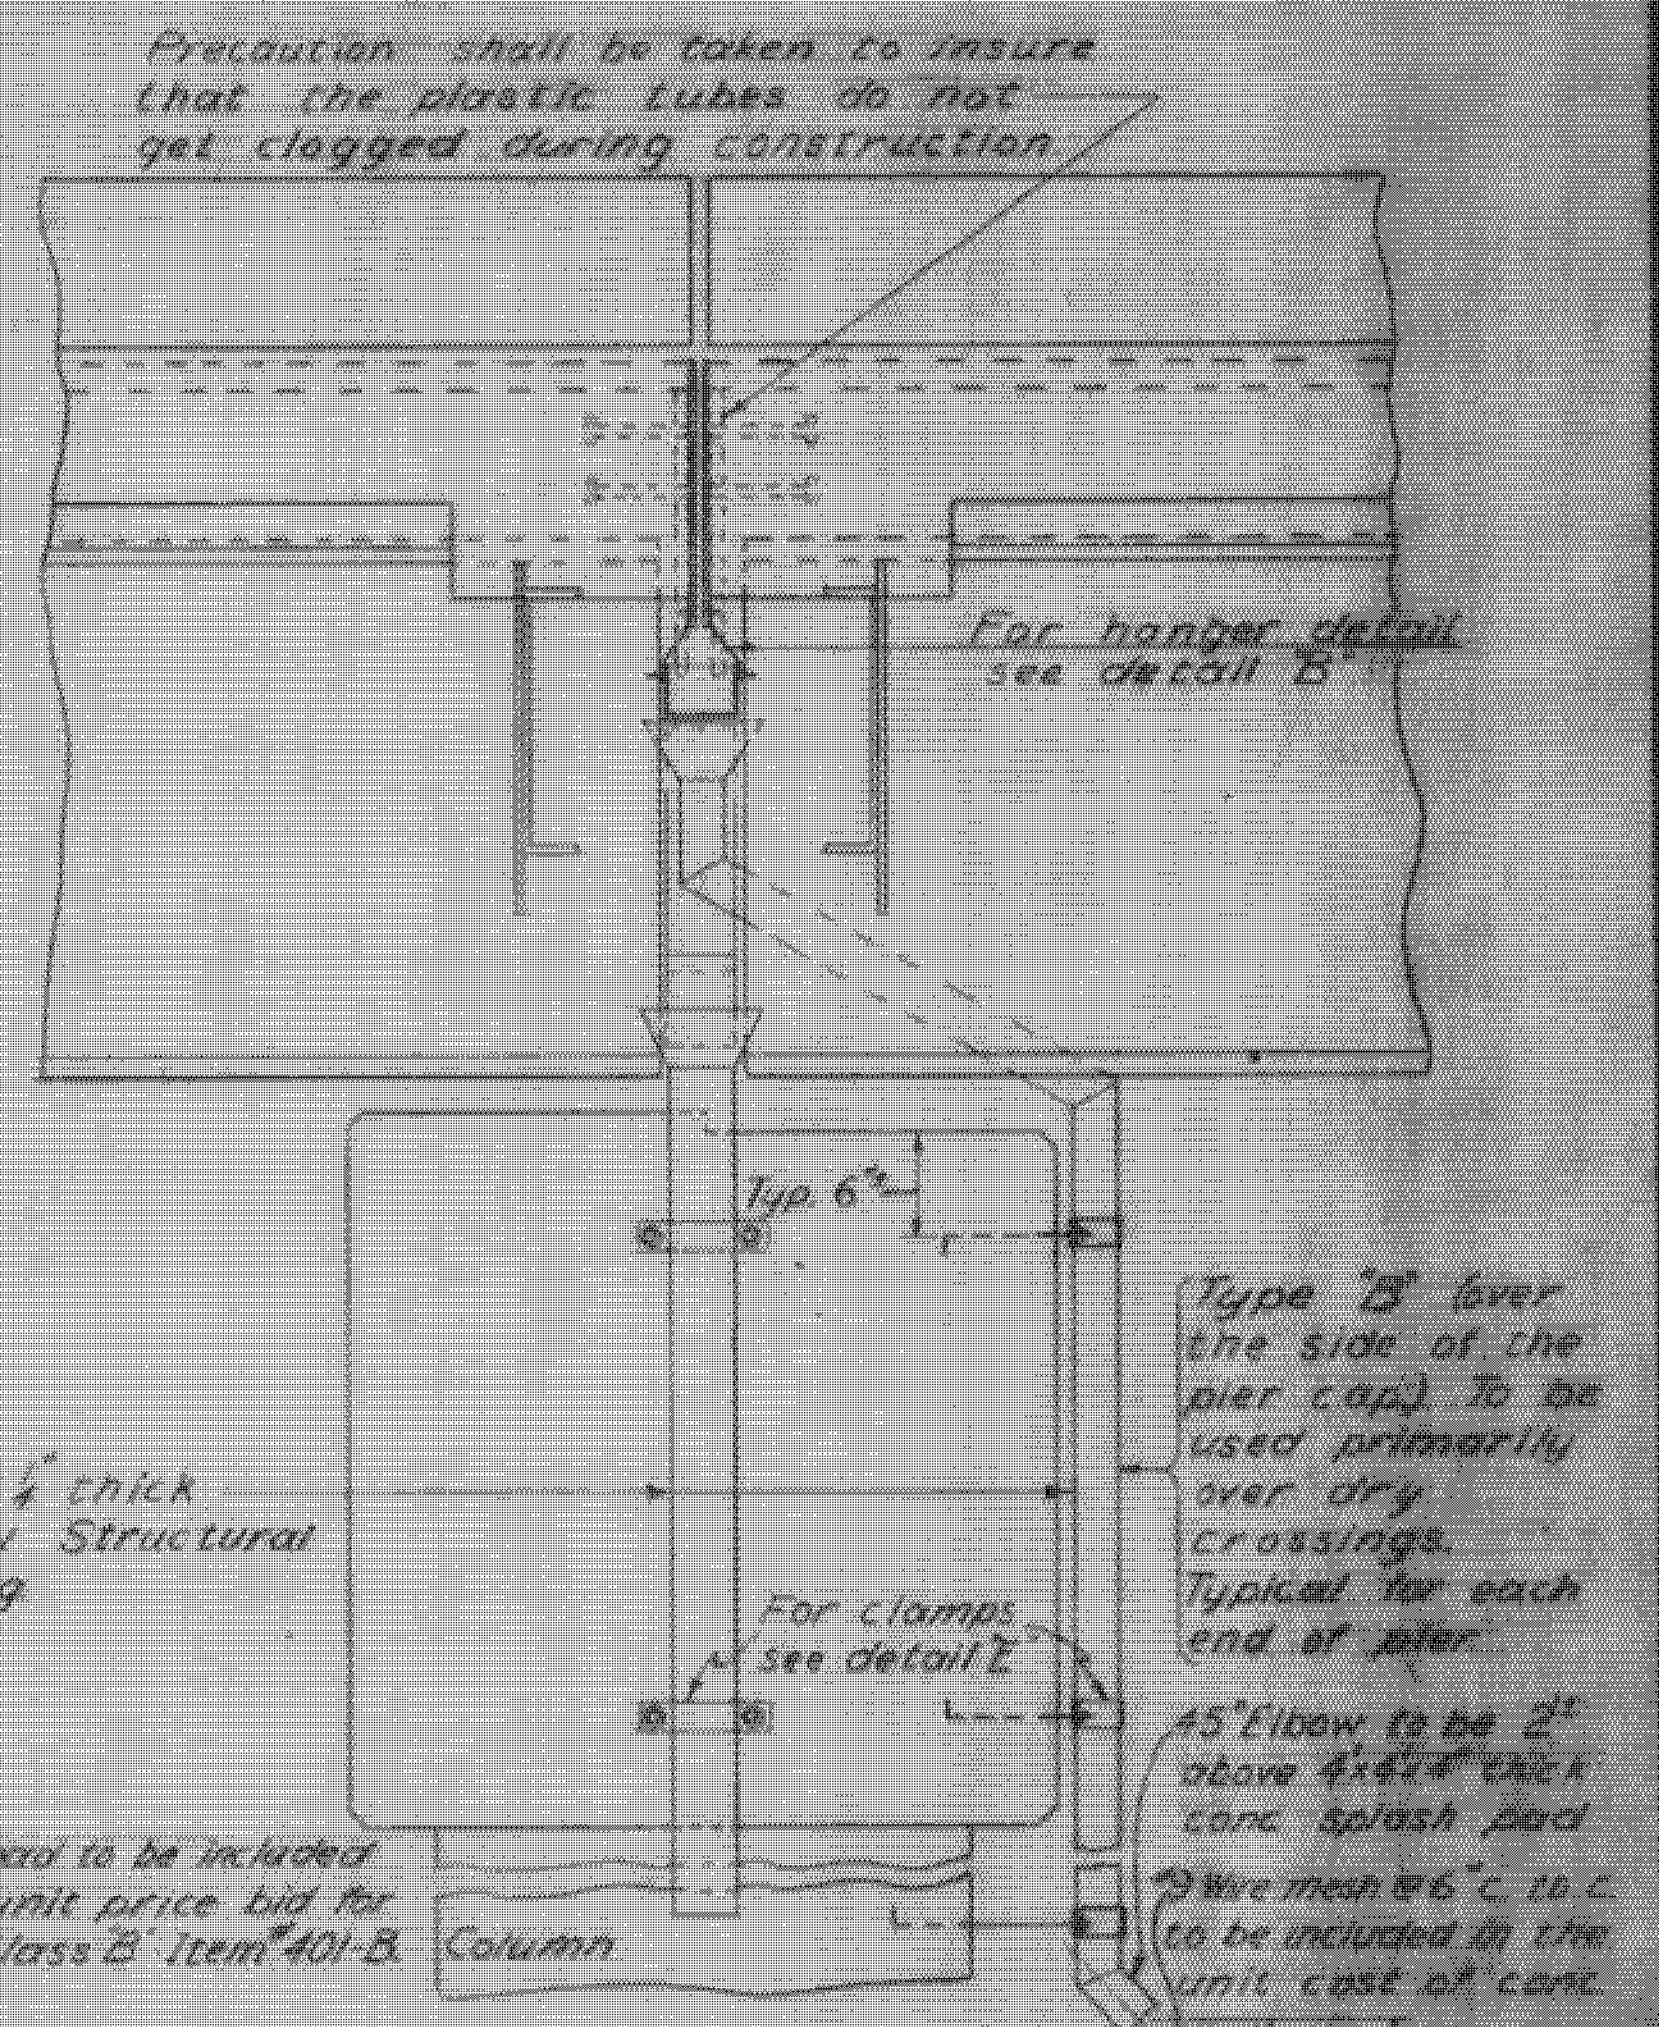 Precaution shall be taken to insure
that the plastic tubes do not
get clogged during construction
For hanger detail
see detail "B"
Typ. 6"±
Type "B" (over
the side of the
pier cap). To be
used primarily
over dry
crossings.
Typical for each
end of pier.
1/4" thick
Structural
For clamps
see detail
45° Elbow, to be 2"±
above thick
conc splash pad
to be included
unit price bid for
Class "B" Item #401-B
Column
Wire mesh @ 6" c. to c.
to be included in the
unit cost of conc.